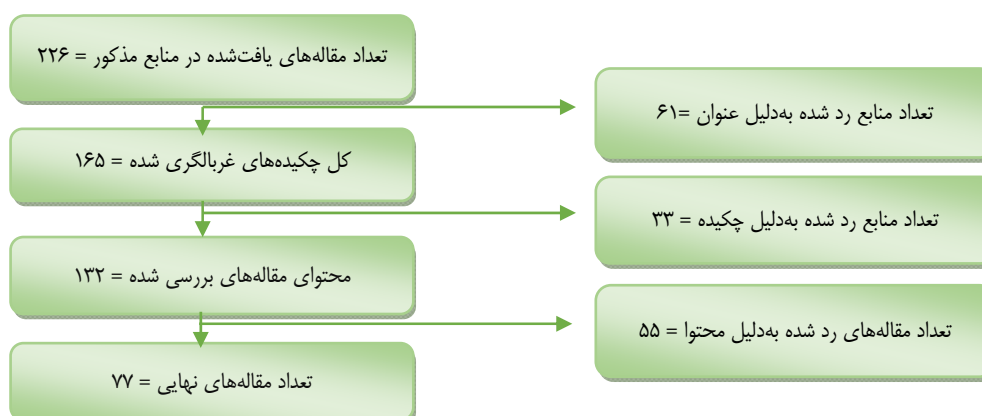 تعداد مقاله‌های یافت‌شده در منابع مذکور = ۲۲۶
تعداد منابع رد شده به‌دلیل عنوان =۶۱
کل چکیده‌های غربالگری شده = ۱۶۵
تعداد منابع رد شده به‌دلیل چکیده = ۳۳
محتوای مقاله‌های بررسی شده = ۱۳۲
تعداد مقاله‌های رد شده به‌دلیل محتوا = ۵۵
تعداد مقاله‌های نهایی = ۷۷